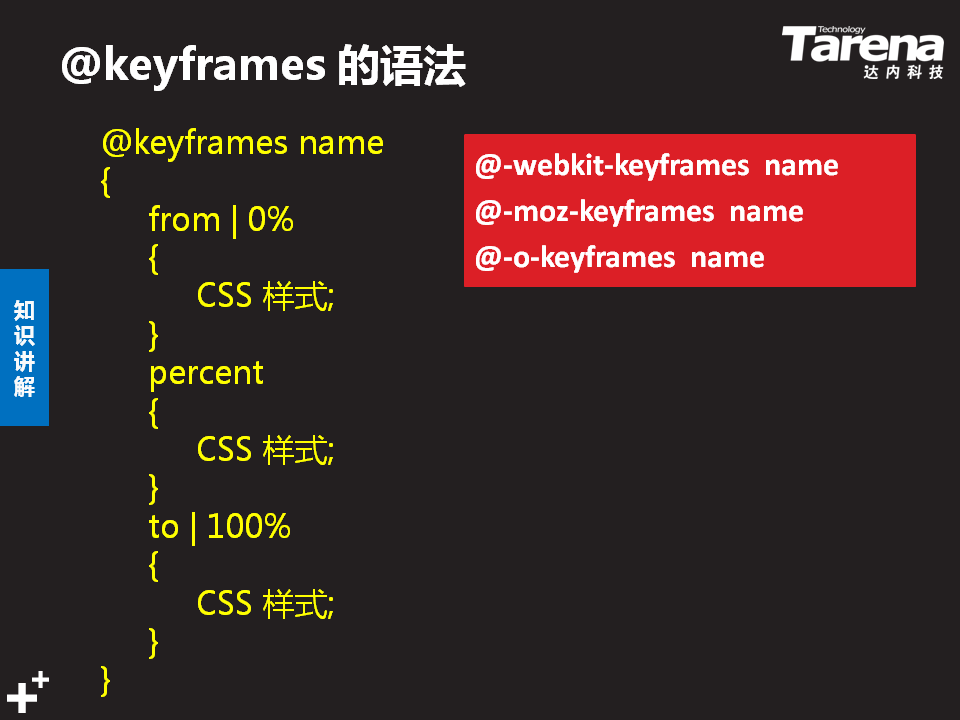 @keyframes 的语法
Technology
Tarena
达内科技
@keyframes name
{
from | 0%
{
CSS 样式;
}
percent
{
CSS 样式;
}
to | 100%
{
CSS 样式;
}
}
@-webkit-keyframes name
@-moz-keyframes name
@-o-keyframes name
知识讲解